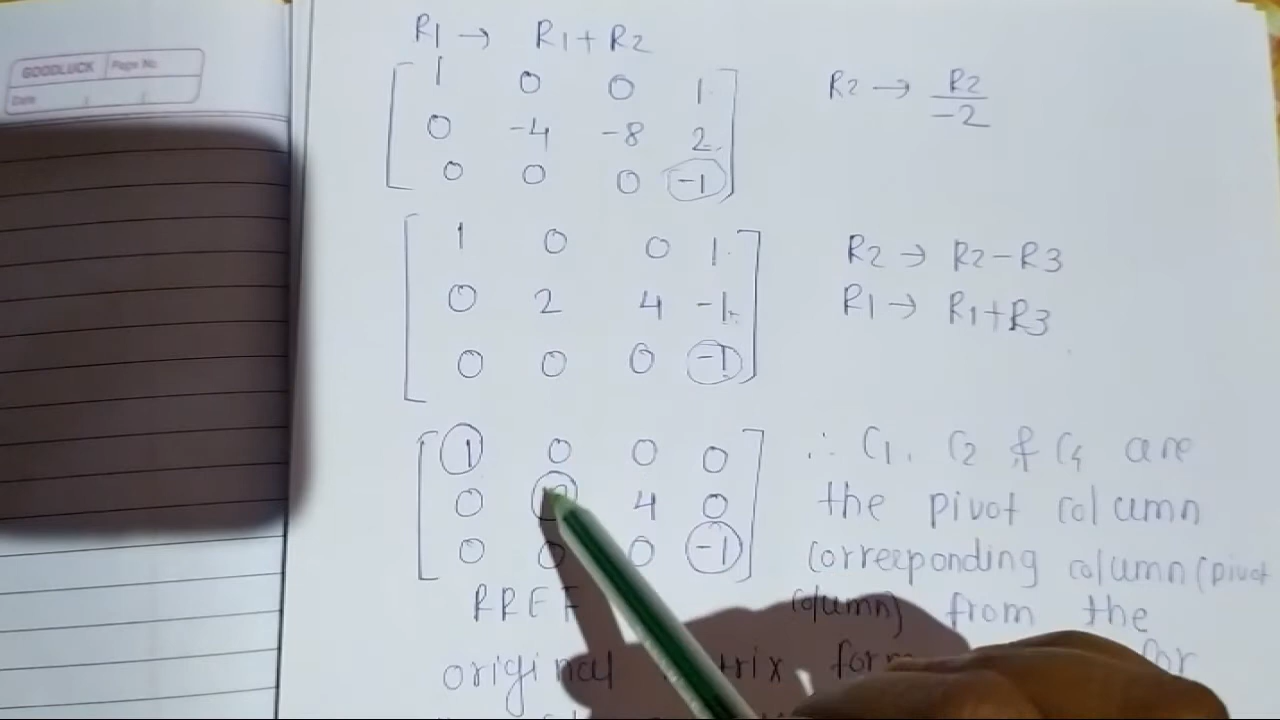 GOODLUCK Page No.
Date
R1 → R1 + R2
1 0 0 1
0 -4 -8 2
0 0 0 -1
R2 → R2/-2
1 0 0 1
0 2 4 -1
0 0 0 -1
R2 → R2 - R3
R1 → R1 + R3
1 0 0 0
0 4 0
0 0 0 -1
RREF
∴ C1, C2 & C4 are
the pivot column
correzponding column (pivot
column) from the
original for